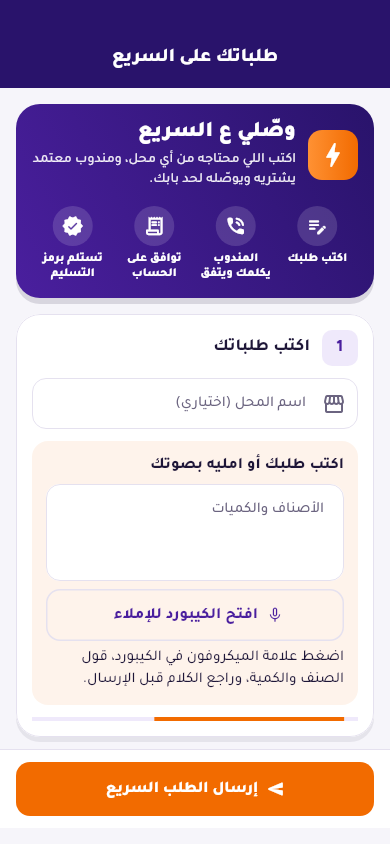 طلباتك على السريع
وصّلي ع السريع
اكتب اللي محتاجه من أي محل، ومندوب معتمد
يشتريه ويوصّله لحد بابك.
اكتب طلبك
المندوب
يكلمك ويتفق
توافق على
الحساب
تستلم برمز
التسليم
1
اكتب طلباتك
اسم المحل (اختياري)
اكتب طلبك أو امليه بصوتك
الأصناف والكميات
افتح الكيبورد للإملاء
اضغط علامة الميكروفون في الكيبورد، قول
الصنف والكمية، وراجع الكلام قبل الإرسال.
إرسال الطلب السريع